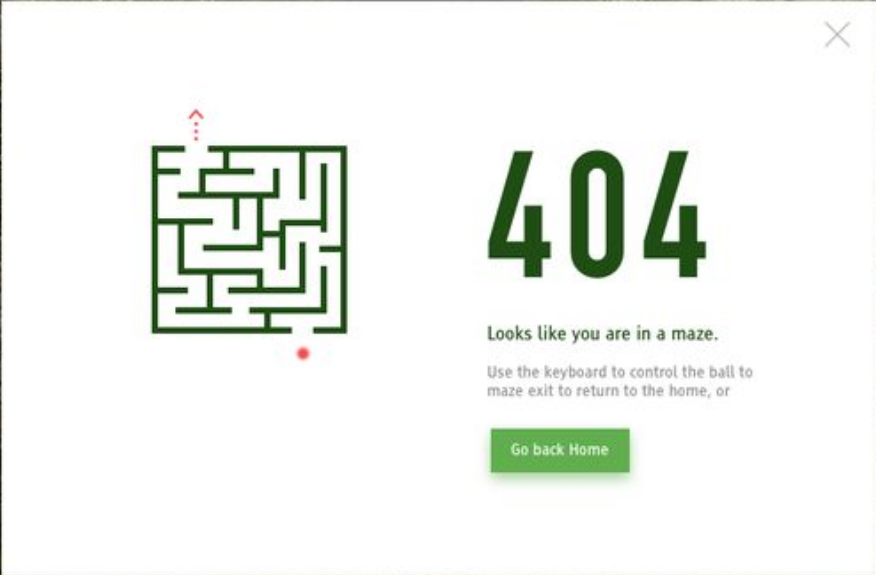 404
Looks like you are in a maze.
Use the keyboard to control the ball to
maze exit to return to the home, or
Go back Home